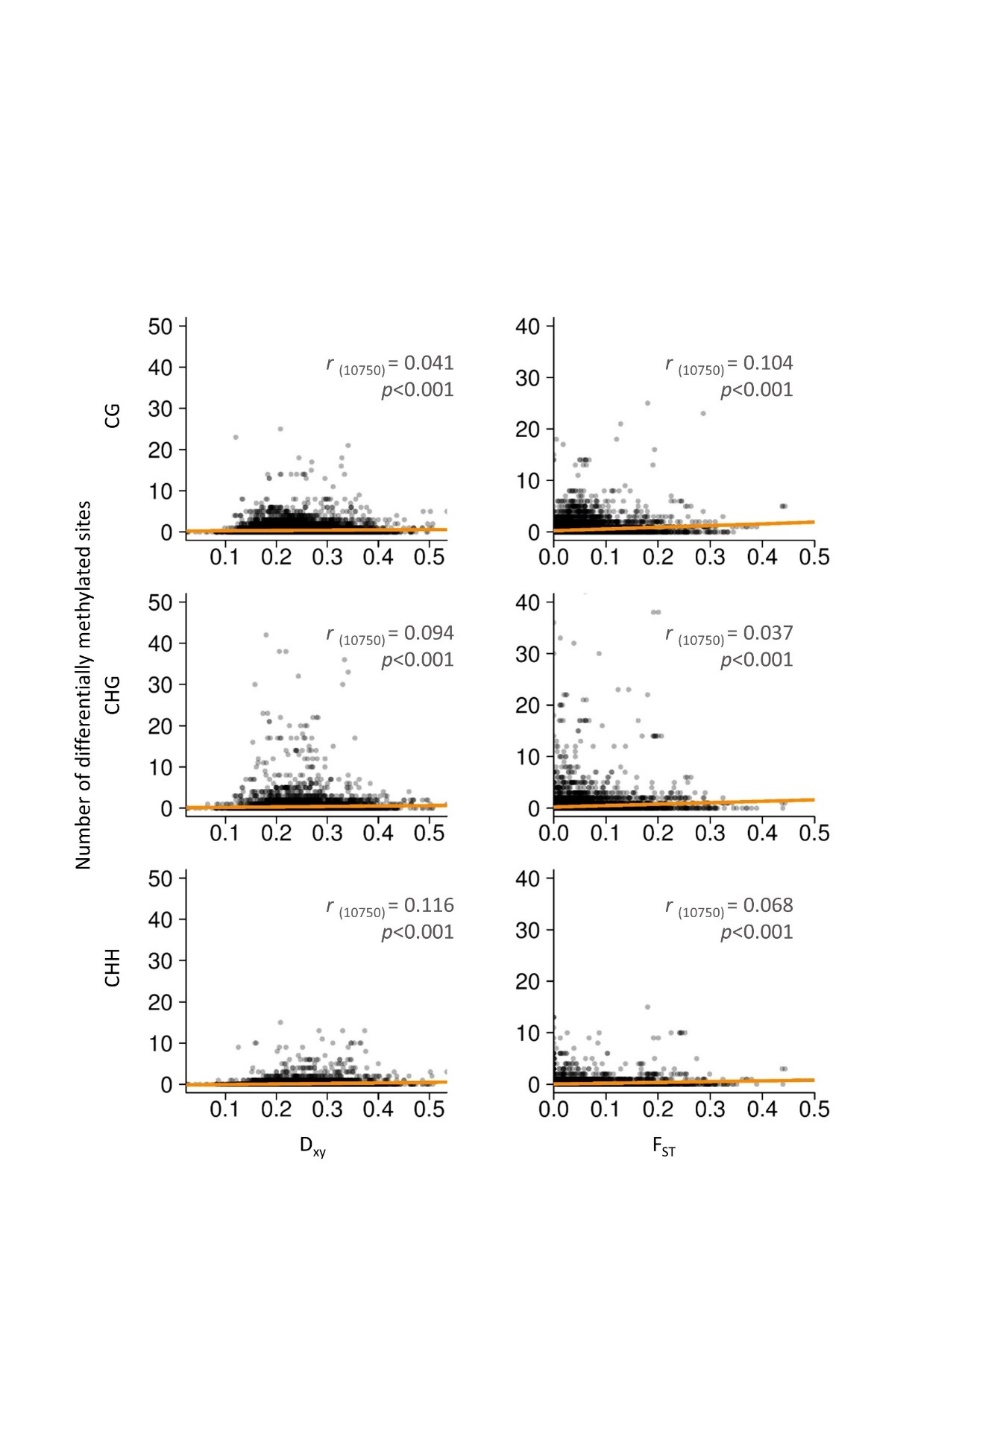 Number of differentially methylated sites
CG
50
40
30
20
10
0
r (10750) = 0.041
p<0.001
0.1 0.2 0.3 0.4 0.5
40
30
20
10
0
r (10750) = 0.104
p<0.001
0.0 0.1 0.2 0.3 0.4 0.5
CHG
50
40
30
20
10
0
r (10750) = 0.094
p<0.001
0.1 0.2 0.3 0.4 0.5
40
30
20
10
0
r (10750) = 0.037
p<0.001
0.0 0.1 0.2 0.3 0.4 0.5
CHH
50
40
30
20
10
0
r (10750) = 0.116
p<0.001
0.1 0.2 0.3 0.4 0.5
40
30
20
10
0
r (10750) = 0.068
p<0.001
0.0 0.1 0.2 0.3 0.4 0.5
Dxy
FST